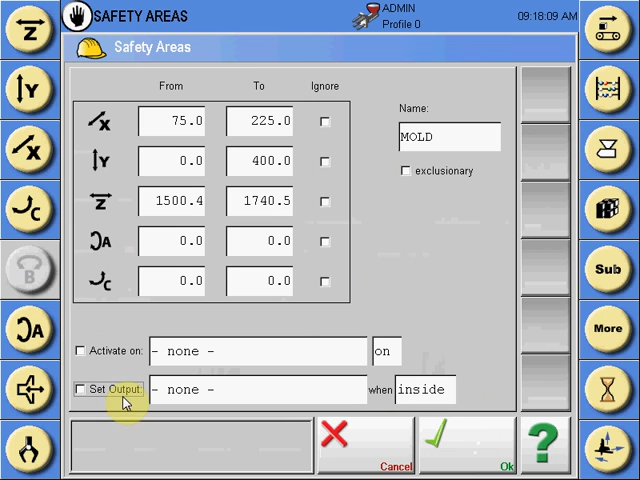 SAFETY AREAS
ADMIN
Profile 0
09:18:09 AM
Safety Areas
From To Ignore
X 75.0 225.0
Y 0.0 400.0
Z 1500.4 1740.5
A 0.0 0.0
C 0.0 0.0
Name:
MOLD
exclusionary
Activate on: - none - on
Set Output: - none - when inside
Cancel
Ok
?
Z
Y
X
C
B
A
Sub
More